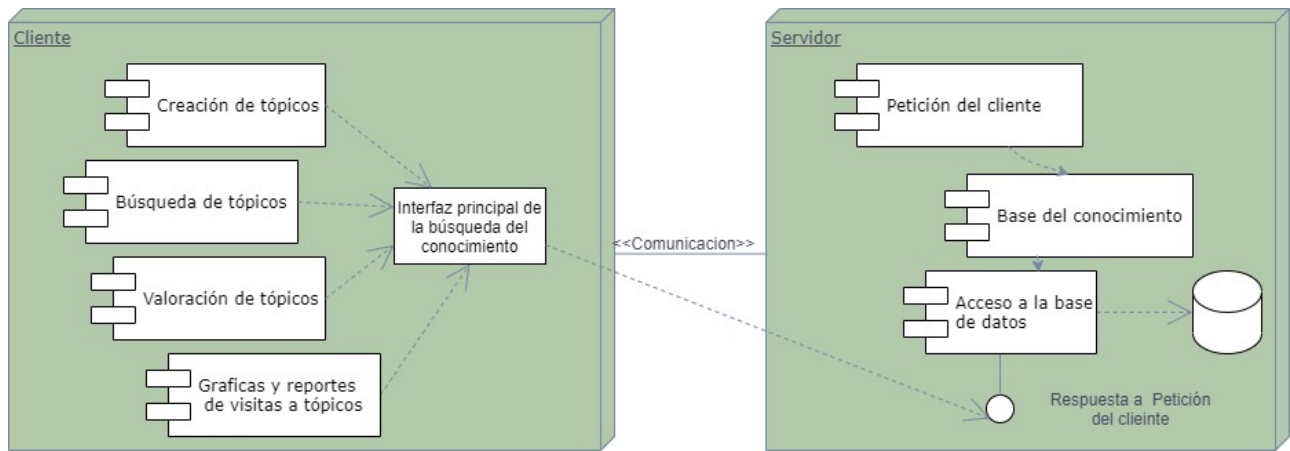 Cliente
Creación de tópicos
Búsqueda de tópicos
Valoración de tópicos
Graficas y reportes
de visitas a tópicos
Interfaz principal de
la búsqueda del
conocimiento
<<Comunicacion>>
Servidor
Petición del cliente
Base del conocimiento
Acceso a la base
de datos
Respuesta a Petición
del clieinte